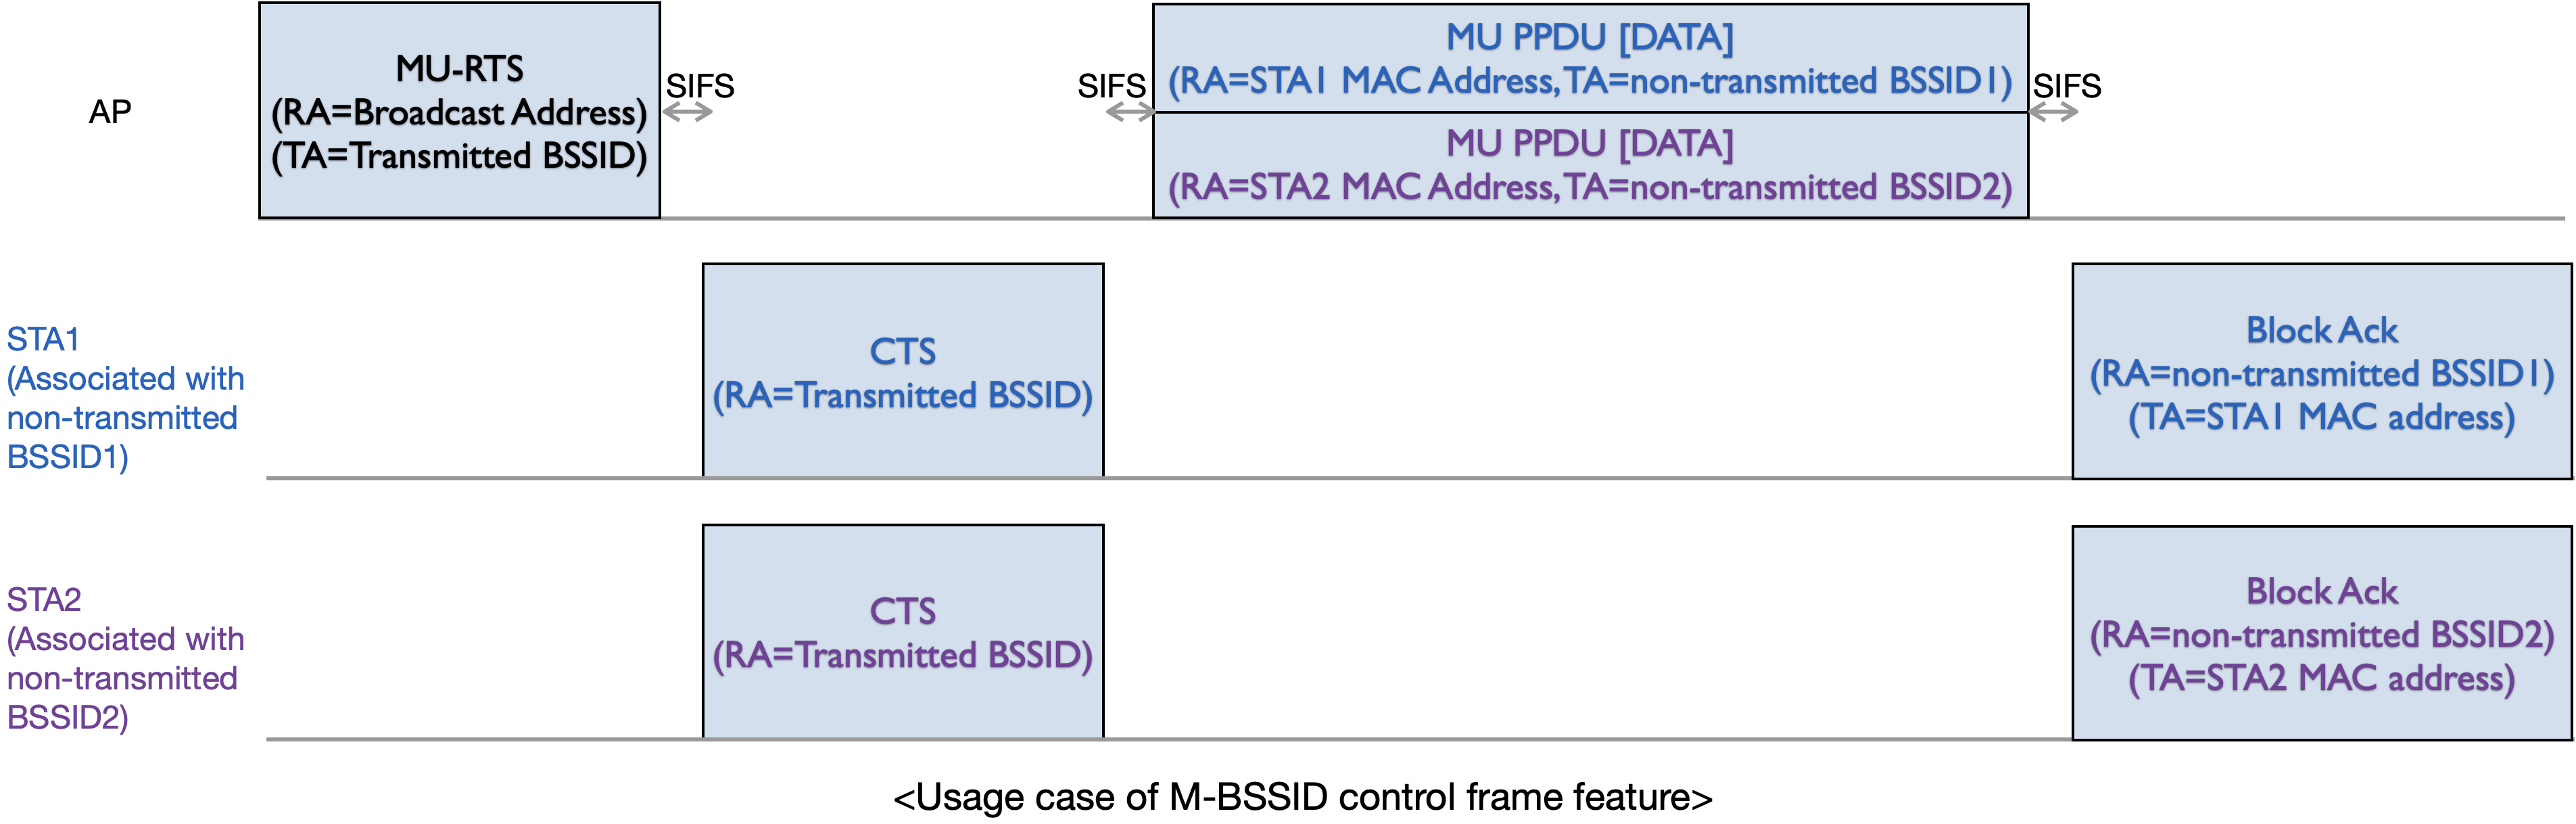 AP
MU-RTS
(RA=Broadcast Address)
(TA=Transmitted BSSID)
SIFS
SIFS
MU PPDU [DATA]
(RA=STA1 MAC Address, TA=non-transmitted BSSID1)
MU PPDU [DATA]
(RA=STA2 MAC Address, TA=non-transmitted BSSID2)
SIFS
STA1
(Associated with
non-transmitted
BSSID1)
CTS
(RA=Transmitted BSSID)
Block Ack
(RA=non-transmitted BSSID1)
(TA=STA1 MAC address)
STA2
(Associated with
non-transmitted
BSSID2)
CTS
(RA=Transmitted BSSID)
Block Ack
(RA=non-transmitted BSSID2)
(TA=STA2 MAC address)
<Usage case of M-BSSID control frame feature>